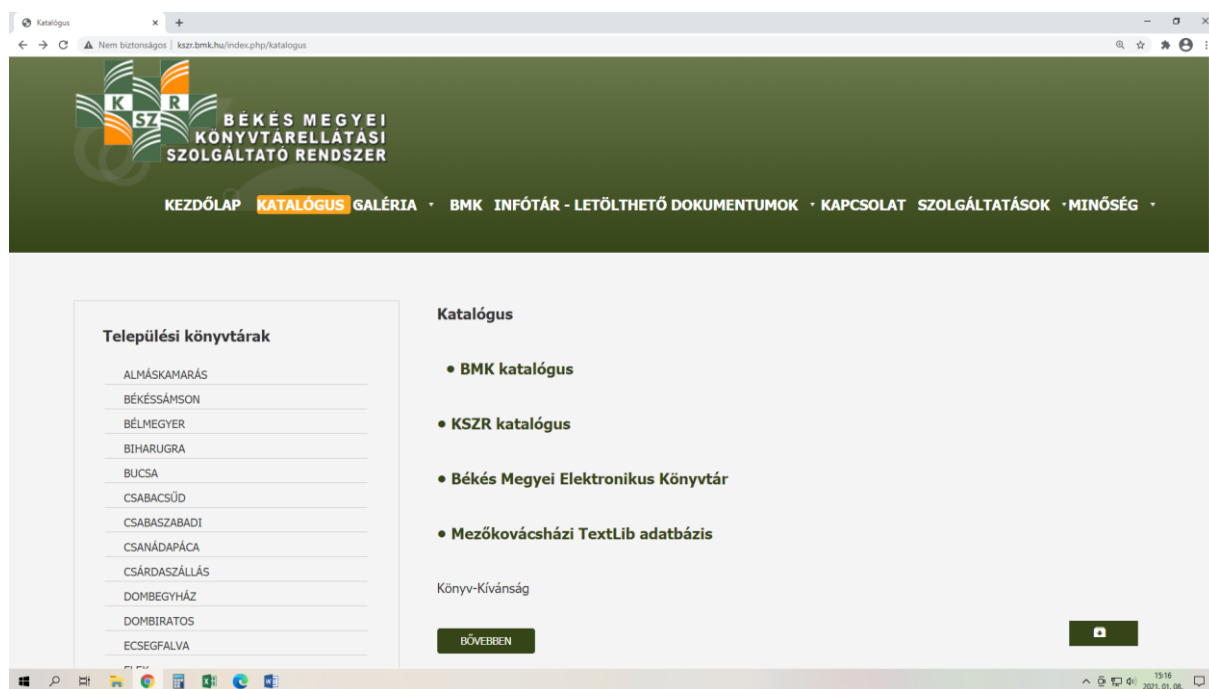 Katalógus
Nem biztonságos | kszr.bmk.hu/index.php/katalogus
K R
SZ
BÉKÉS MEGYEI
KÖNYVTÁRELLÁTÁSI
SZOLGÁLTATÓ RENDSZER
KEZDŐLAP KATALÓGUS GALÉRIA BMK INFÓTÁR - LETÖLTHETŐ DOKUMENTUMOK KAPCSOLAT SZOLGÁLTATÁSOK MINŐSÉG
Települési könyvtárak
ALMÁSKAMARÁS
BÉKÉSSÁMSON
BÉLMEGYER
BIHARUGRA
BUCSA
CSABACSŰD
CSABASZABADI
CSANÁDAPÁCA
CSÁRDASZÁLLÁS
DOMBEGYHÁZ
DOMBIRATOS
ECSEGFALVA
Katalógus
• BMK katalógus
• KSZR katalógus
• Békés Megyei Elektronikus Könyvtár
• Mezőkovácsházi TextLib adatbázis
Könyv-Kívánság
BŐVEBBEN
15:16
2021. 01. 08.